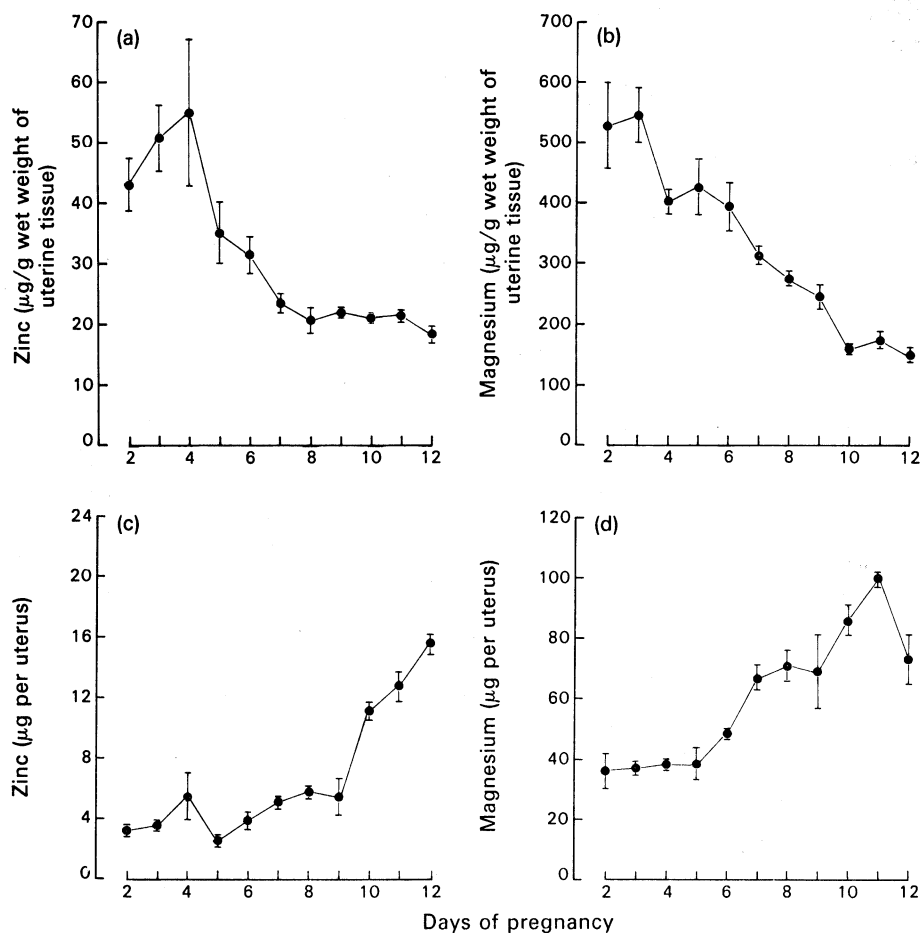 (a)
Zinc (μg/g wet weight of
uterine tissue)
70
60
50
40
30
20
10
0
2 4 6 8 10 12
(b)
Magnesium (μg/g wet weight of
uterine tissue)
700
600
500
400
300
200
100
0
2 4 6 8 10 12
(c)
Zinc (μg per uterus)
24
20
16
12
8
4
0
2 4 6 8 10 12
(d)
Magnesium (μg per uterus)
120
100
80
60
40
20
0
2 4 6 8 10 12
Days of pregnancy